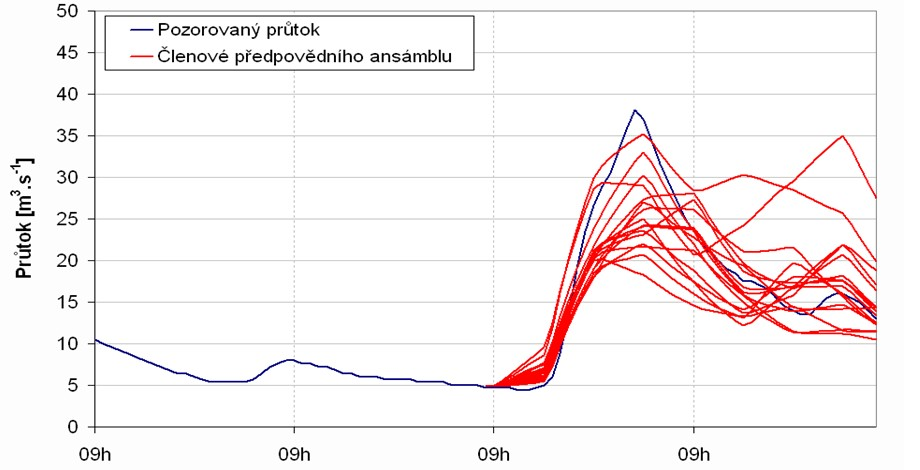 50
Pozorovaný průtok
45
Členové předpovědního ansámblu
40
35
30
25
20
15
10
5
0
Průtok [m³.s⁻¹]
09h 09h 09h 09h